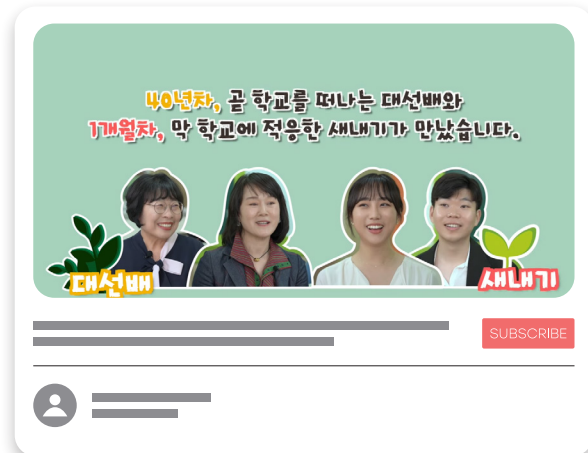 40년차, 곧 학교를 떠나는 대선배와
1개월차, 막 학교에 적응한 새내기가 만났습니다.
대선배
새내기
SUBSCRIBE